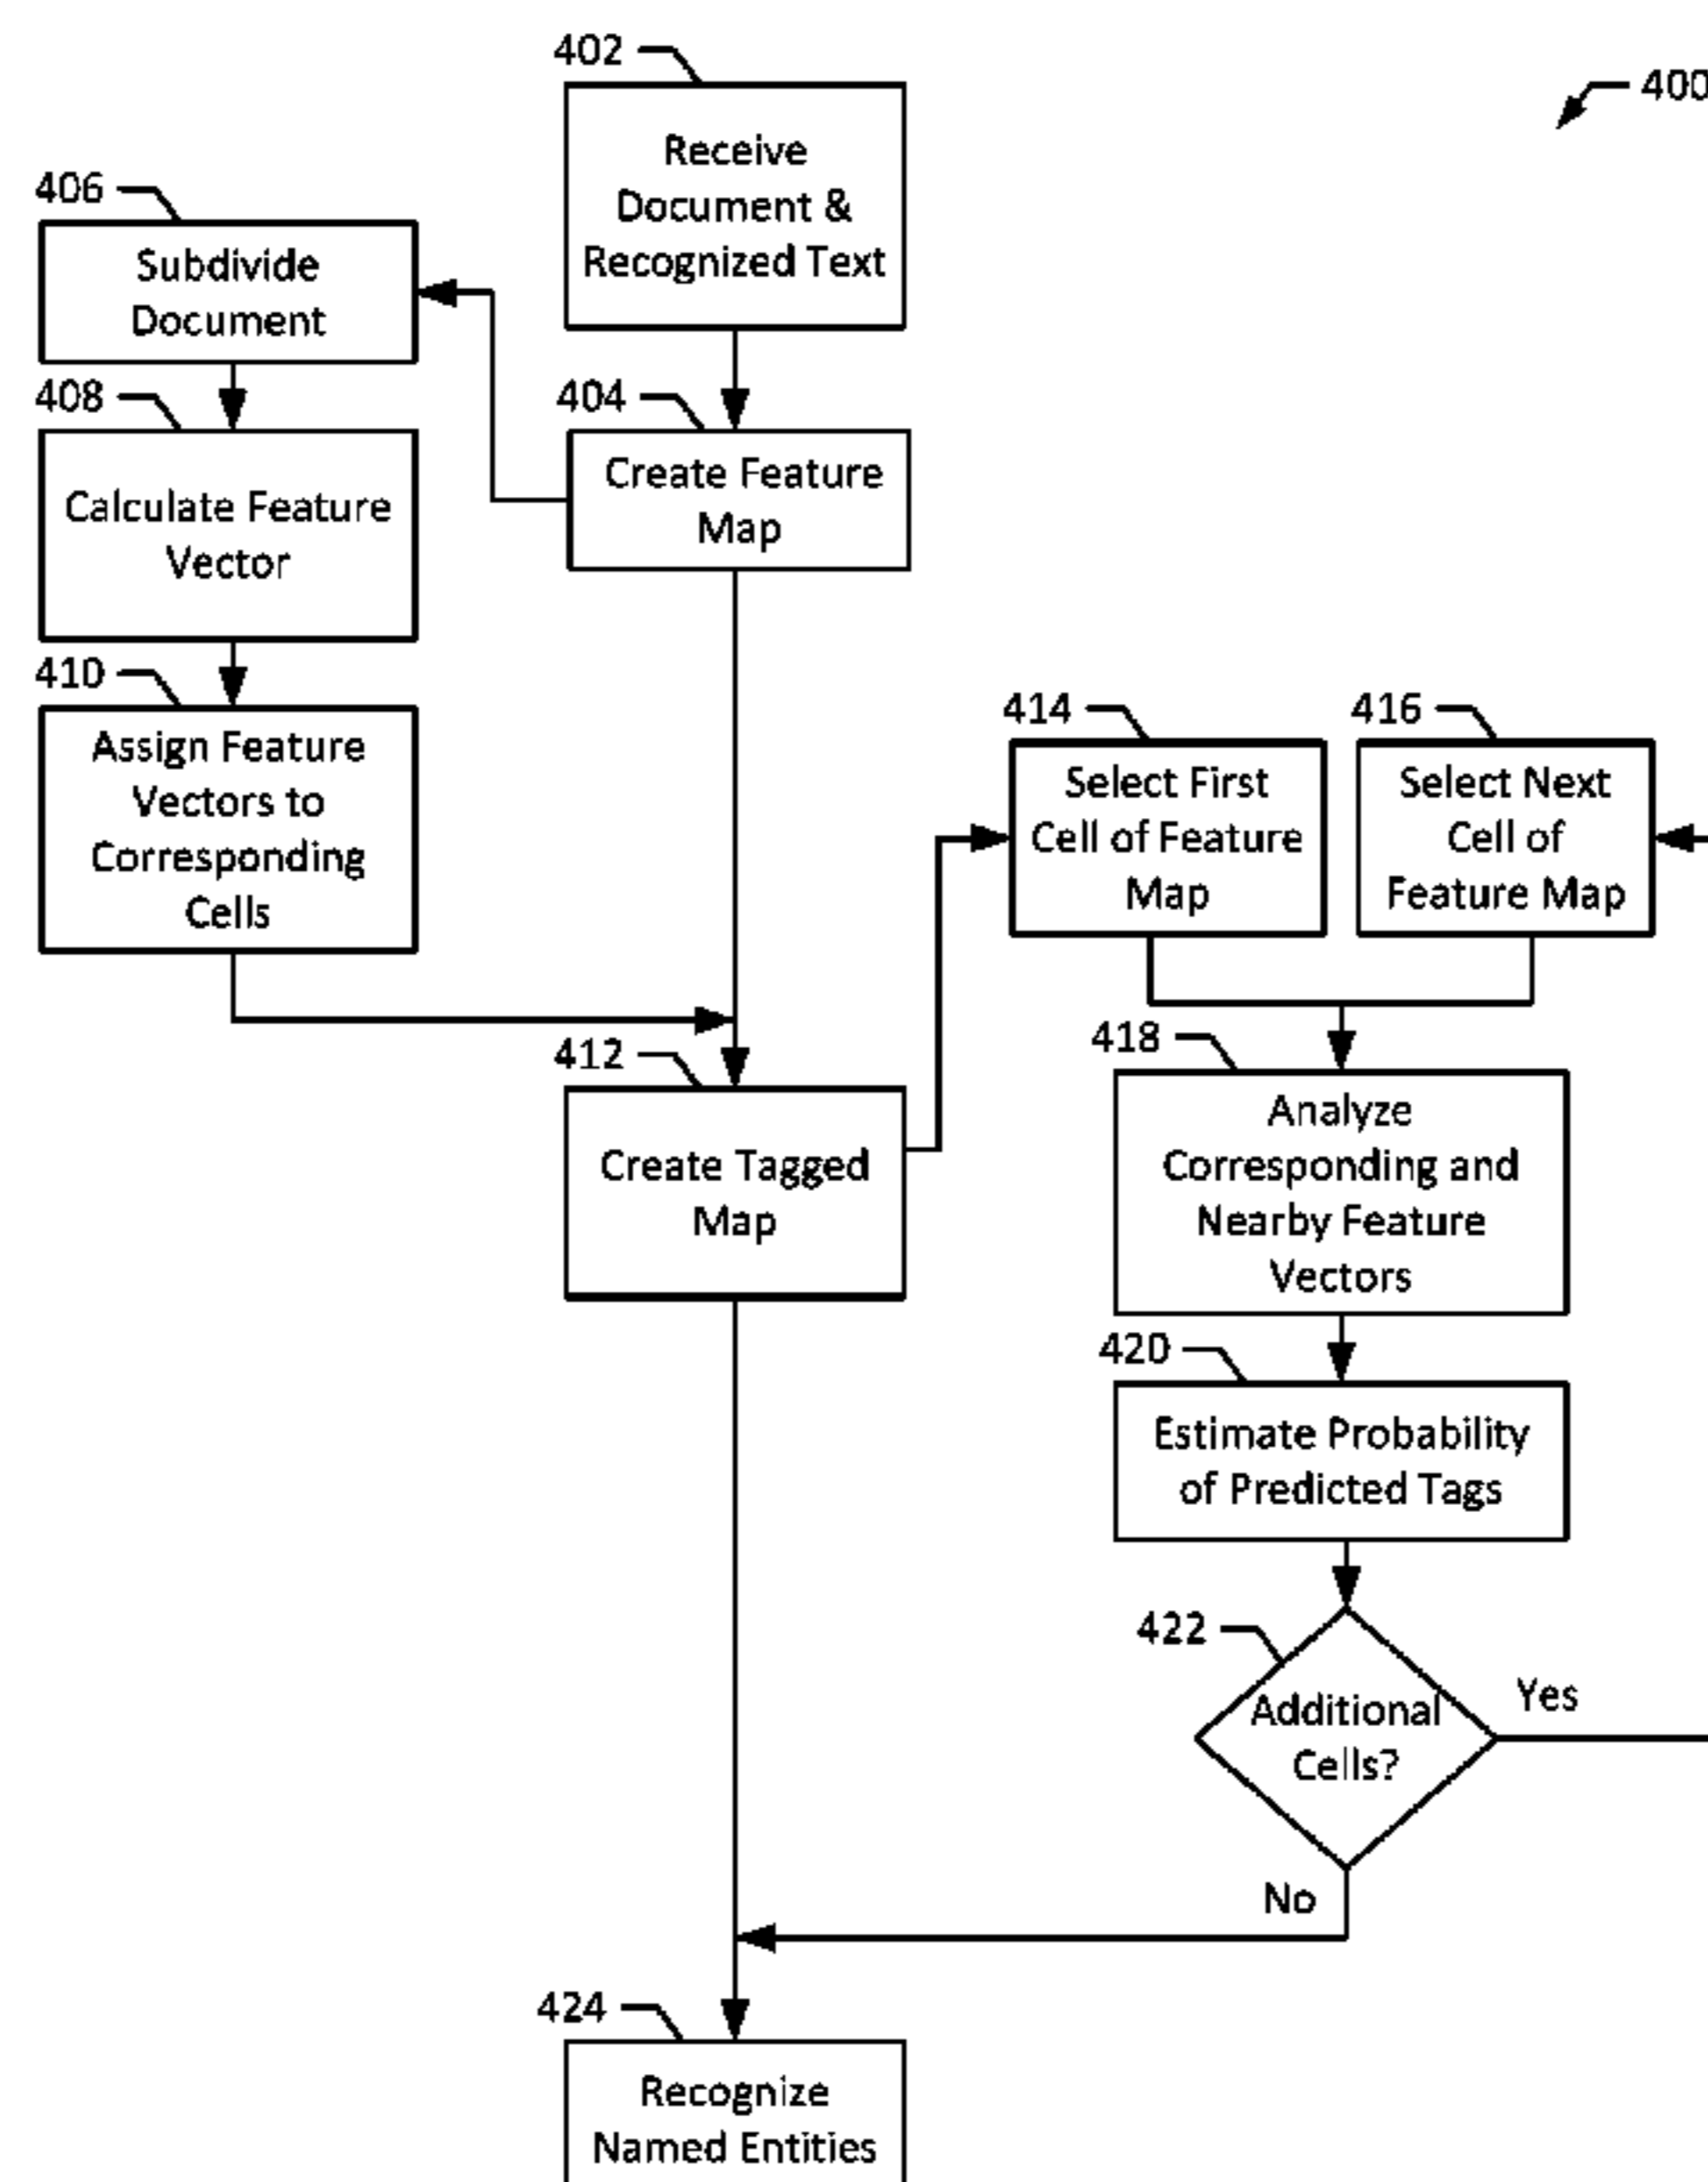 402
Receive
Document &
Recognized Text
400
406
Subdivide
Document
408
Calculate Feature
Vector
404
Create Feature
Map
410
Assign Feature
Vectors to
Corresponding
Cells
412
Create Tagged
Map
414
Select First
Cell of Feature
Map
416
Select Next
Cell of
Feature Map
418
Analyze
Corresponding and
Nearby Feature
Vectors
420
Estimate Probability
of Predicted Tags
422
Additional
Cells?
Yes
No
424
Recognize
Named Entities